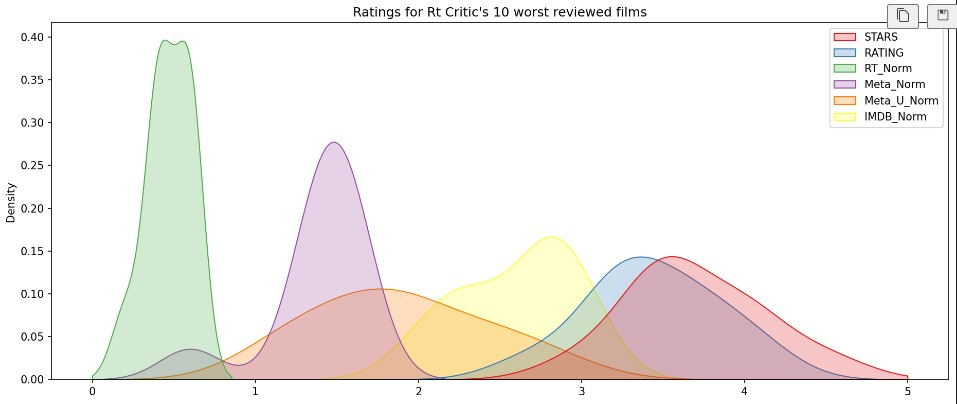 Ratings for Rt Critic's 10 worst reviewed films
STARS
RATING
RT_Norm
Meta_Norm
Meta_U_Norm
IMDB_Norm
Density
0.40
0.35
0.30
0.25
0.20
0.15
0.10
0.05
0.00
0 1 2 3 4 5